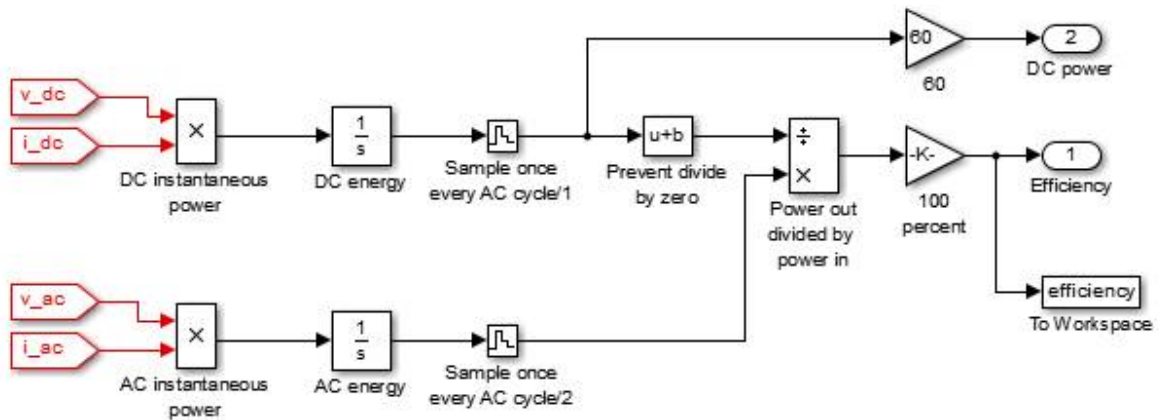 60
2
DC power
60
v_dc
i_dc
×
DC instantaneous
power
1
s
DC energy
Sample once
every AC cycle/1
u+b
Prevent divide
by zero
÷
×
Power out
divided by
power in
-K-
100
percent
1
Efficiency
efficiency
To Workspace
v_ac
i_ac
×
AC instantaneous
power
1
s
AC energy
Sample once
every AC cycle/2